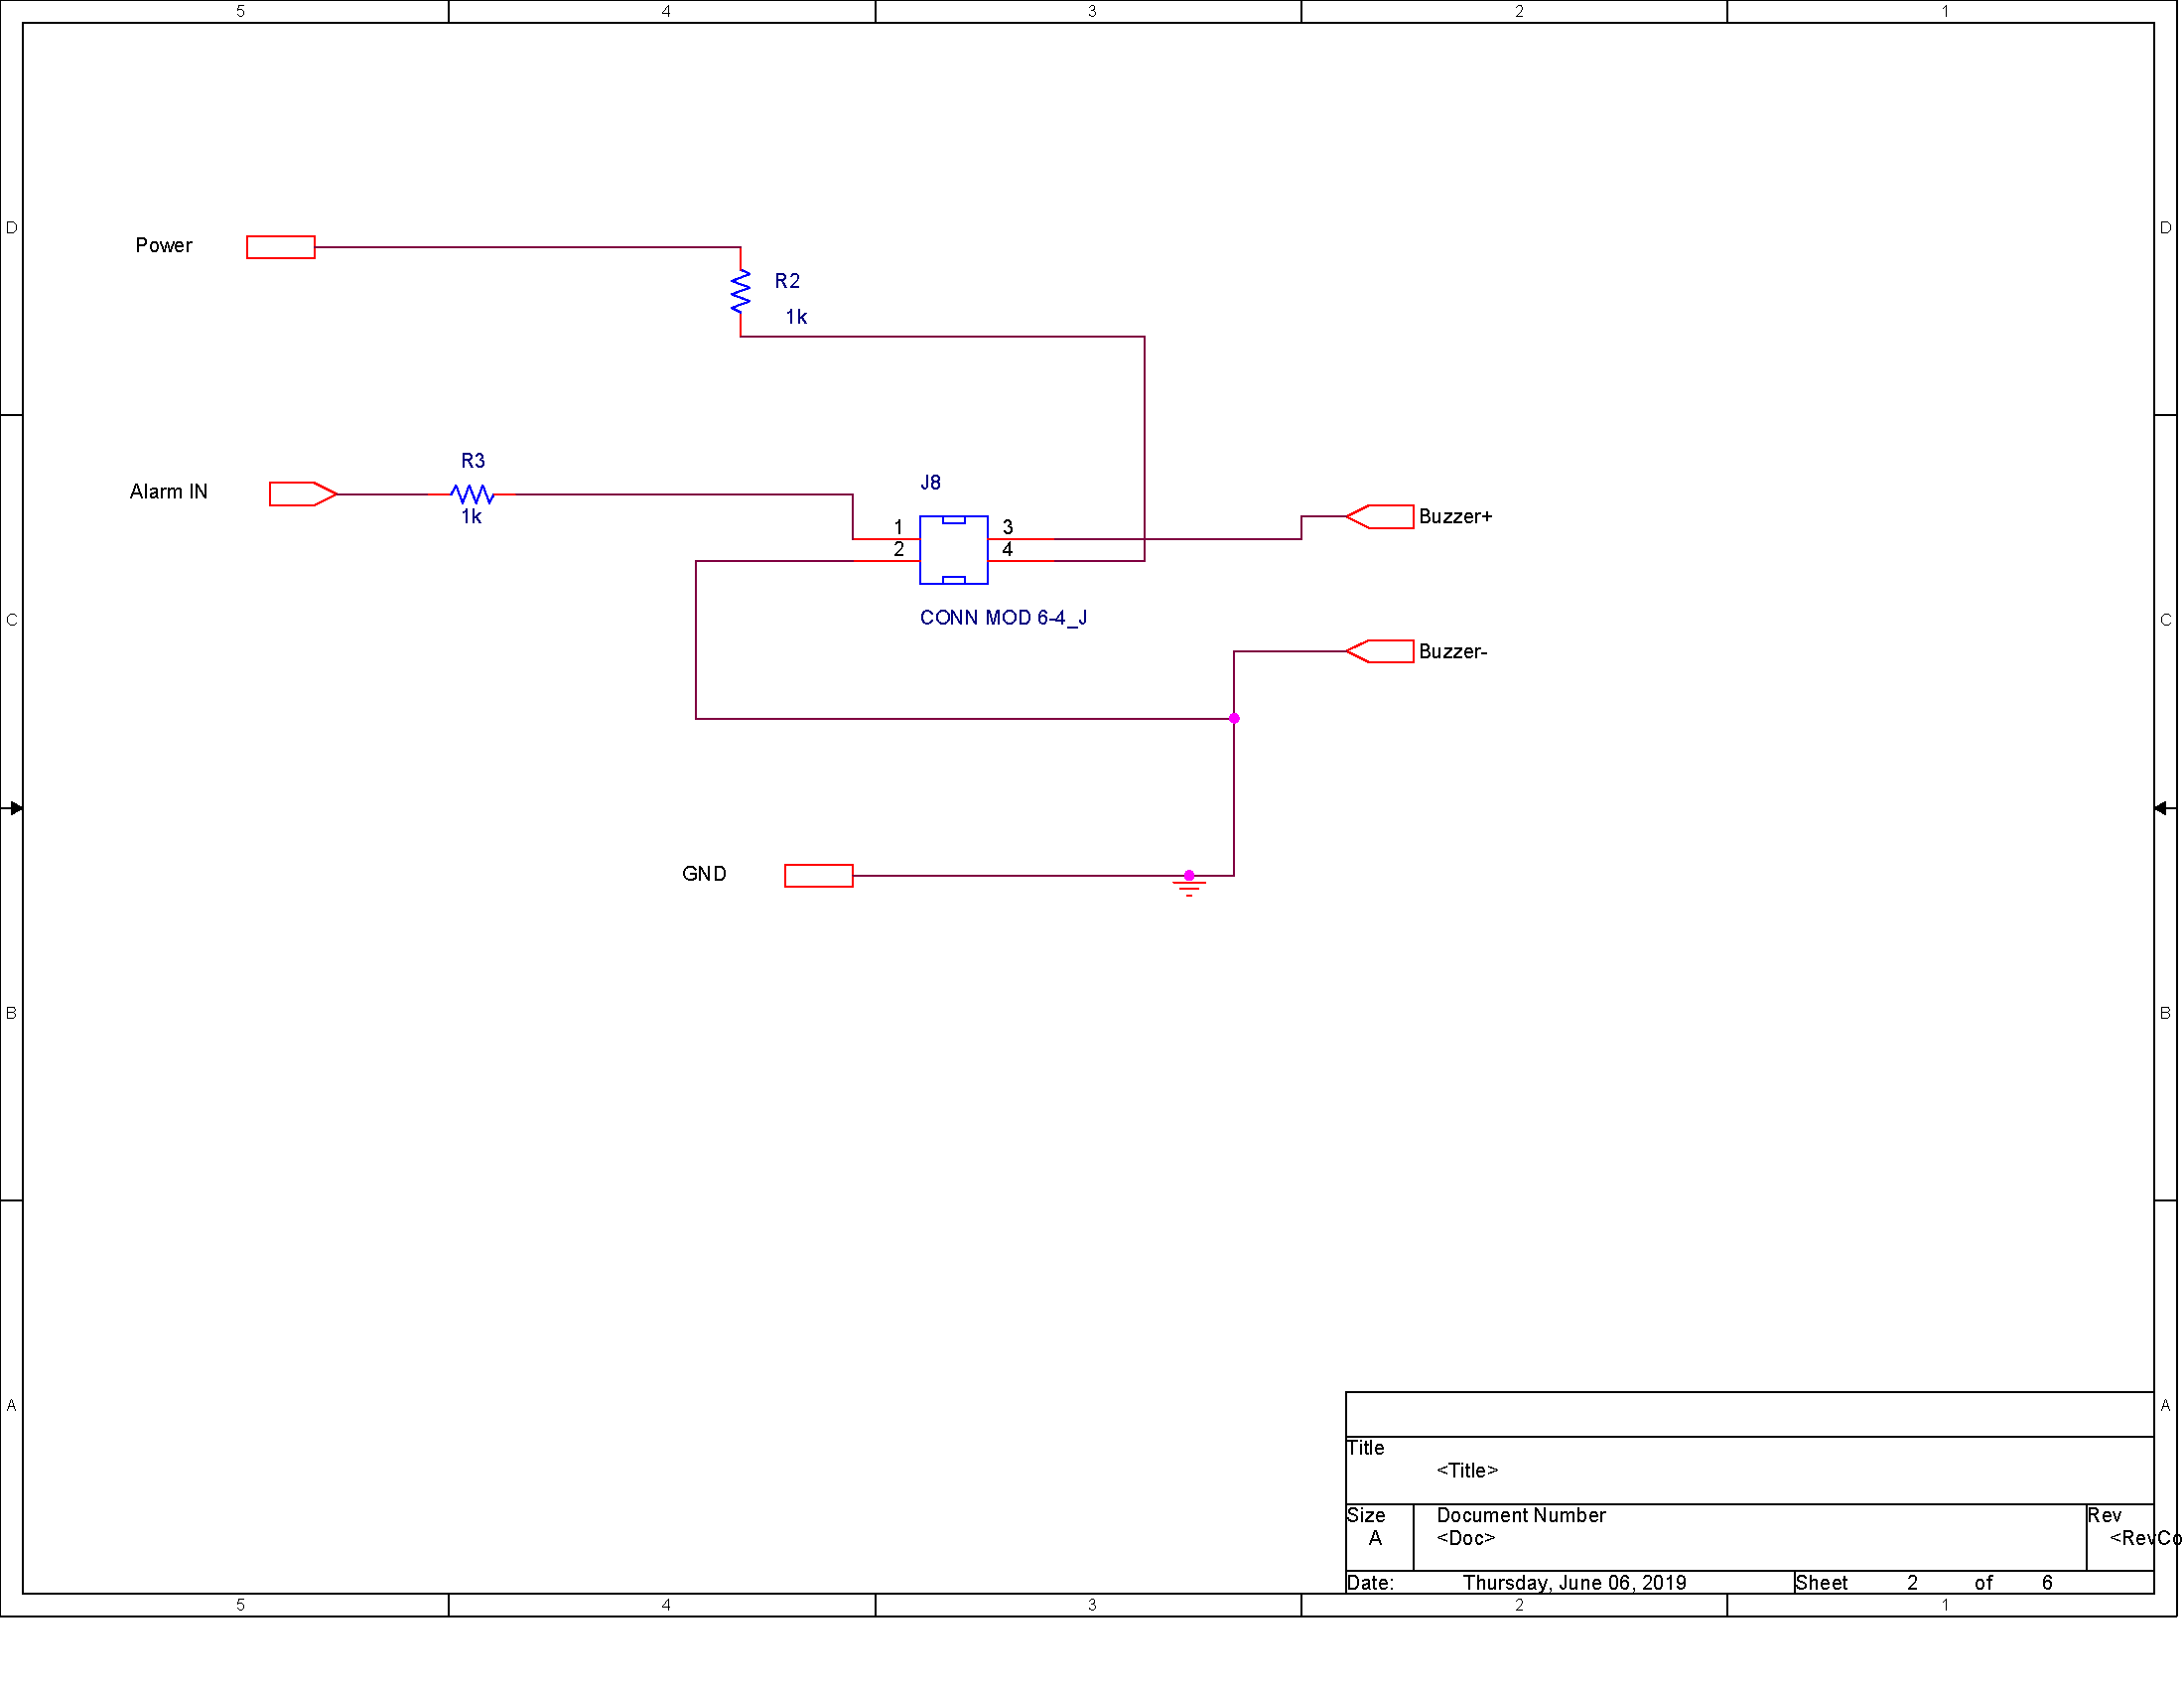 5 4 3 2 1
D D
Power
R2
1k
Alarm IN
R3
1k
J8
1 3
2 4
Buzzer+
CONN MOD 6-4_J
C C
Buzzer-
GND
B B
A A
Title
<Title>
Size Document Number Rev
A <Doc> <RevCo
Date: Thursday, June 06, 2019 Sheet 2 of 6
5 4 3 2 1